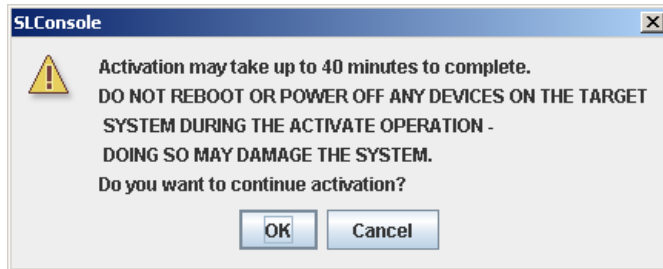 SLConsole
Activation may take up to 40 minutes to complete.
DO NOT REBOOT OR POWER OFF ANY DEVICES ON THE TARGET
SYSTEM DURING THE ACTIVATE OPERATION -
DOING SO MAY DAMAGE THE SYSTEM.
Do you want to continue activation?
OK Cancel